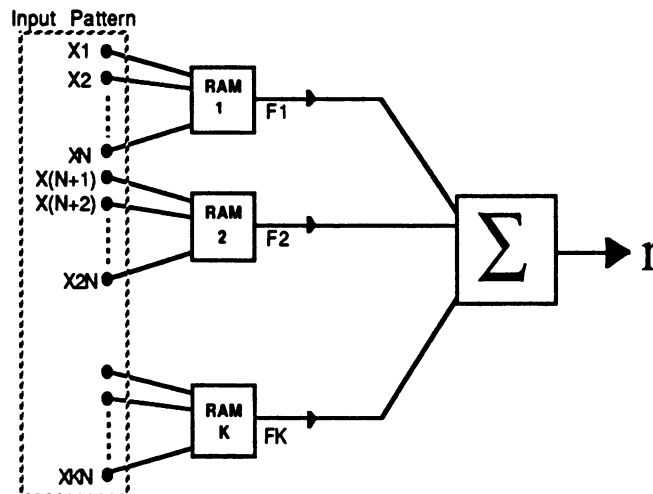 Input Pattern
X1
X2
XN
X(N+1)
X(N+2)
X2N
XKN
RAM
1
F1
RAM
2
F2
RAM
K
FK
Σ
r